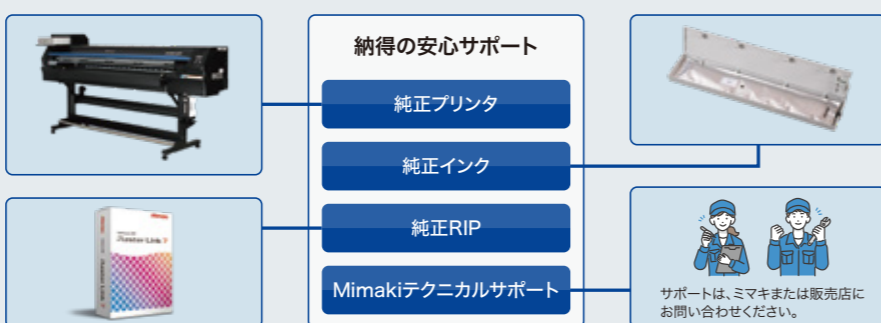 納得の安心サポート
純正プリンタ
純正インク
純正RIP
Mimakiテクニカルサポート
サポートは、ミマキまたは販売店に
お問い合わせください。